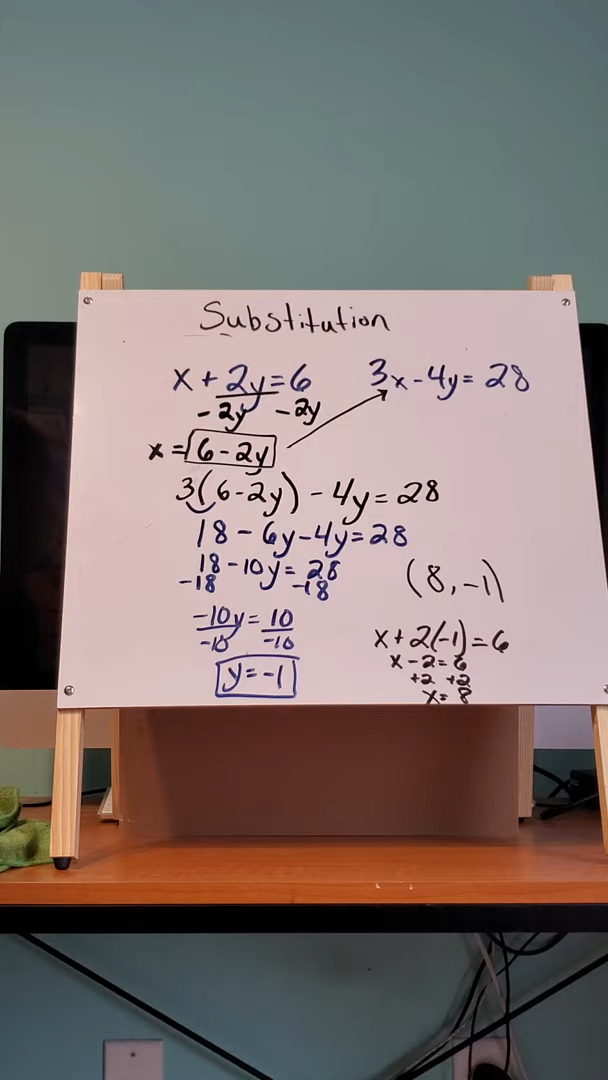 Substitution
x + 2y = 6
3x - 4y = 28
- 2y - 2y
x = 6 - 2y
3(6 - 2y) - 4y = 28
18 - 6y - 4y = 28
18 - 10y = 28
-18 -18
-10y = 10
-10 -10
y = -1
(8, -1)
x + 2(-1) = 6
x - 2 = 6
+2 +2
x = 8